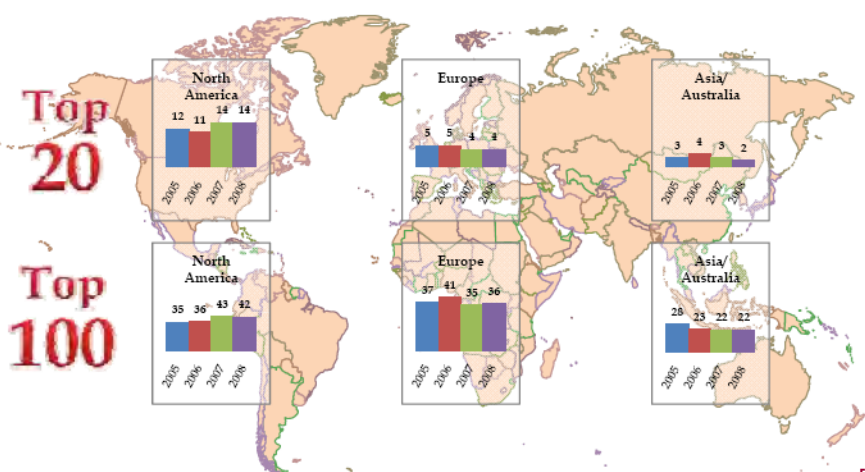 Top
20
North
America
12 11 14 14
2005 2006 2007 2008
Europe
5 5 4 4
2005 2006 2007 2008
Asia/
Australia
3 4 3 2
2005 2006 2007 2008
Top
100
North
America
35 36 43 42
2005 2006 2007 2008
Europe
37 41 35 36
2005 2006 2007 2008
Asia/
Australia
28 23 22 22
2005 2006 2007 2008